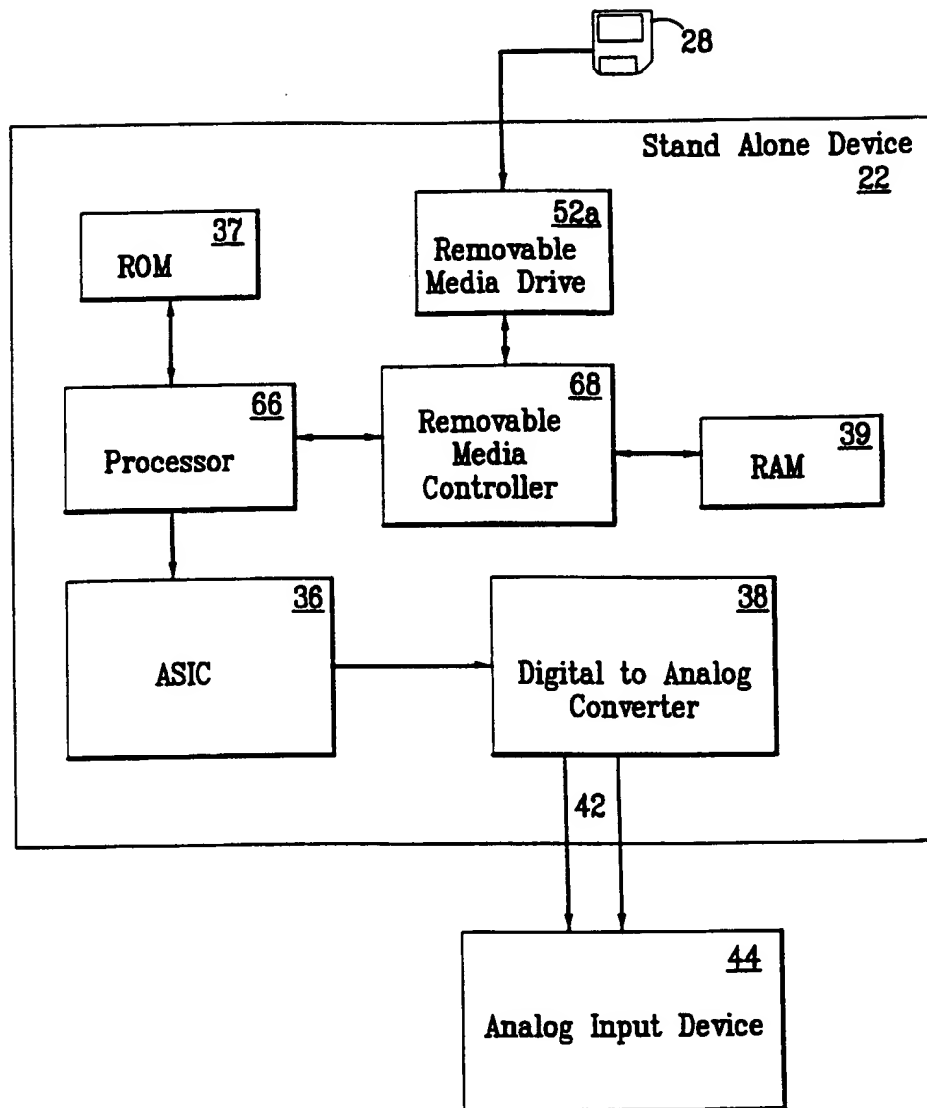 28
Stand Alone Device
22
52a
Removable
Media Drive
37
ROM
66
Processor
68
Removable
Media
Controller
39
RAM
36
ASIC
38
Digital to Analog
Converter
42
44
Analog Input Device